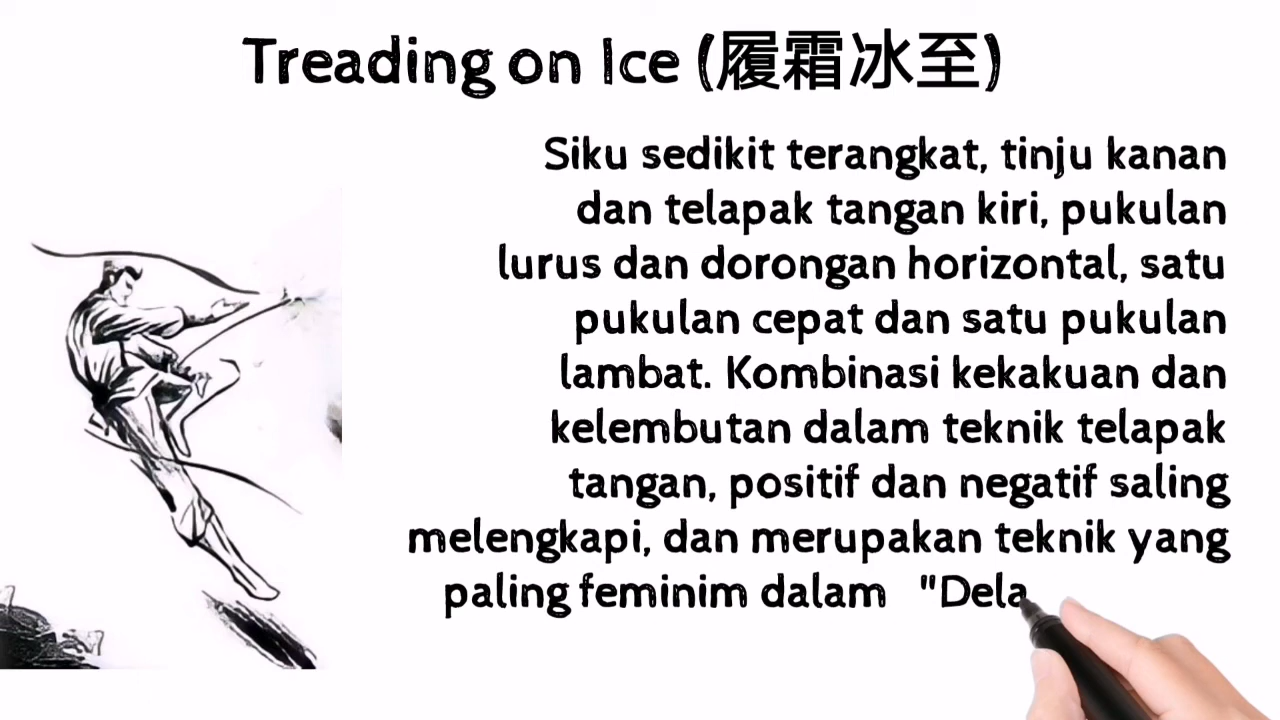 Treading on Ice (履霜冰至)
Siku sedikit terangkat, tinju kanan
dan telapak tangan kiri, pukulan
lurus dan dorongan horizontal, satu
pukulan cepat dan satu pukulan
lambat. Kombinasi kekakuan dan
kelembutan dalam teknik telapak
tangan, positif dan negatif saling
melengkapi, dan merupakan teknik yang
paling feminim dalam "Dela